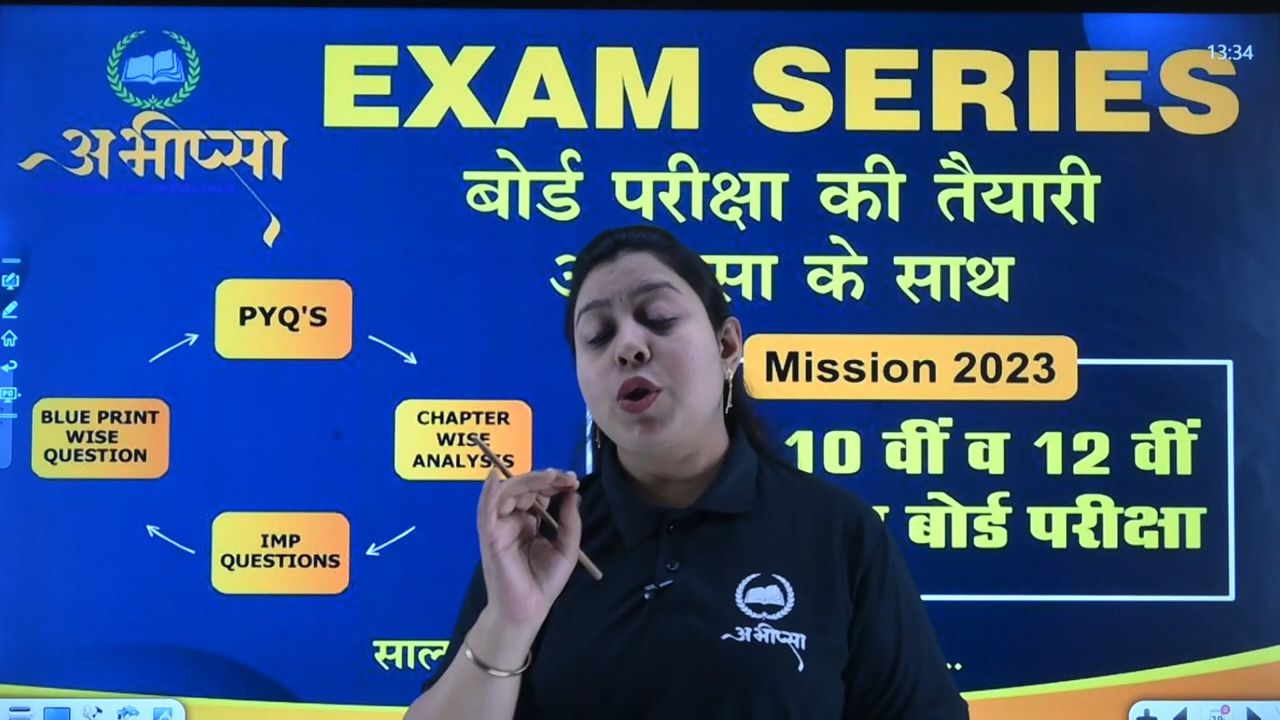 EXAM SERIES
13:34
अभीप्सा
बोर्ड परीक्षा की तैयारी
के साथ
PYQ'S
Mission 2023
BLUE PRINT
WISE
QUESTION
CHAPTER
WISE
ANALYSIS
10 वीं व 12 वीं
बोर्ड परीक्षा
IMP
QUESTIONS
अभीप्सा